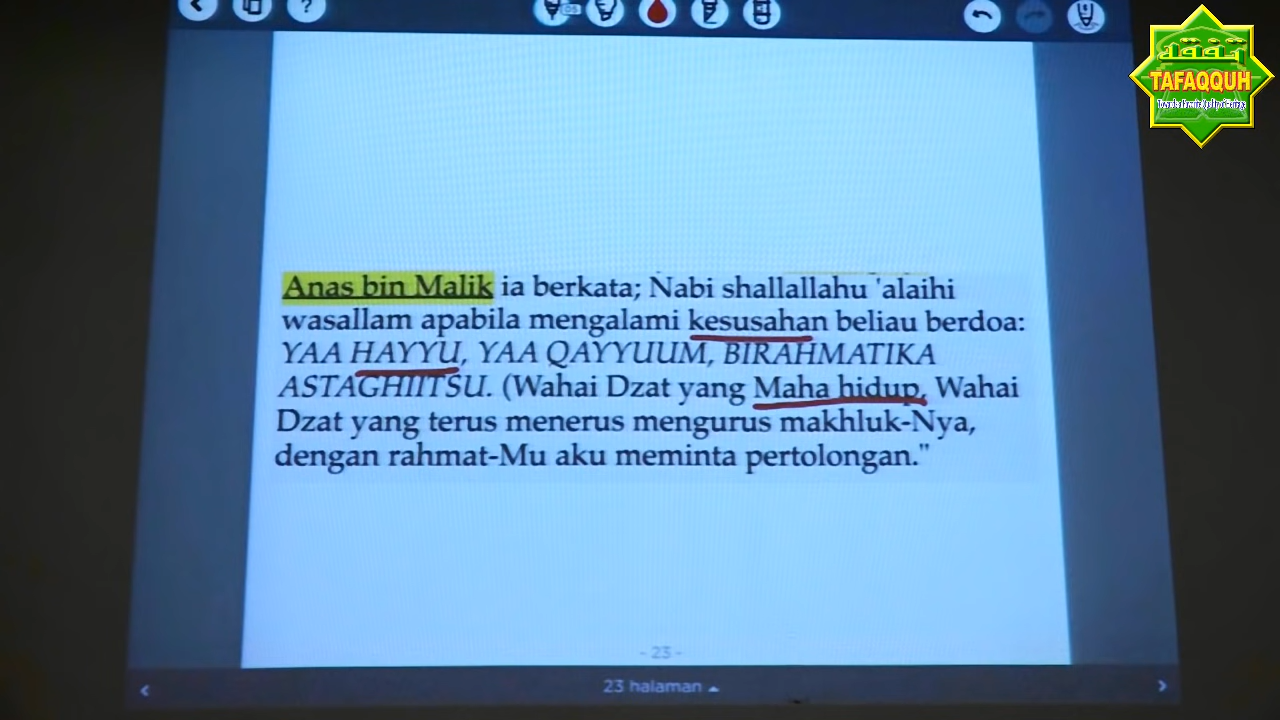 ?
TAFAQQUH
Anas bin Malik ia berkata; Nabi shallallahu 'alaihi
wasallam apabila mengalami kesusahan beliau berdoa:
YAA HAYYU, YAA QAYYUUM, BIRAHMATIKA
ASTAGHIITSU. (Wahai Dzat yang Maha hidup, Wahai
Dzat yang terus menerus mengurus makhluk-Nya,
dengan rahmat-Mu aku meminta pertolongan."
- 23 -
23 halaman